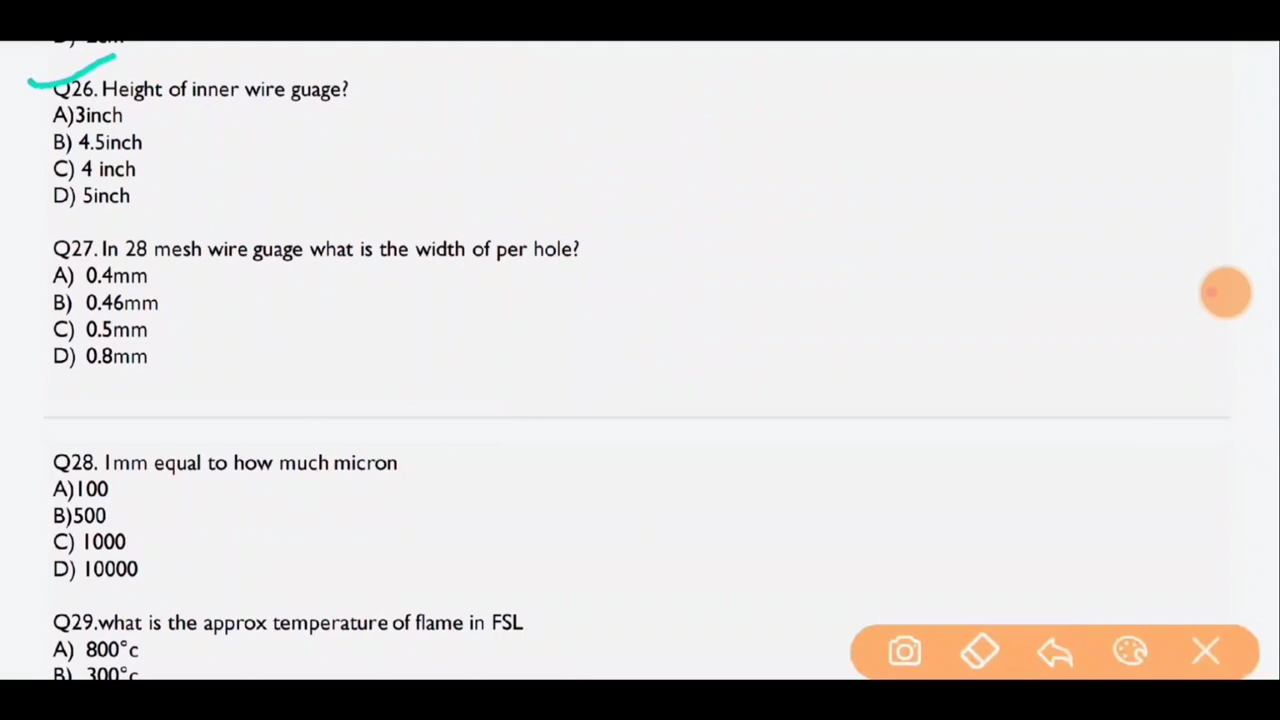 Q26. Height of inner wire guage?
A)3inch
B) 4.5inch
C) 4 inch
D) 5inch
Q27. In 28 mesh wire guage what is the width of per hole?
A) 0.4mm
B) 0.46mm
C) 0.5mm
D) 0.8mm
Q28. 1mm equal to how much micron
A)100
B)500
C) 1000
D) 10000
Q29.what is the approx temperature of flame in FSL
A) 800°c
B) 300°c